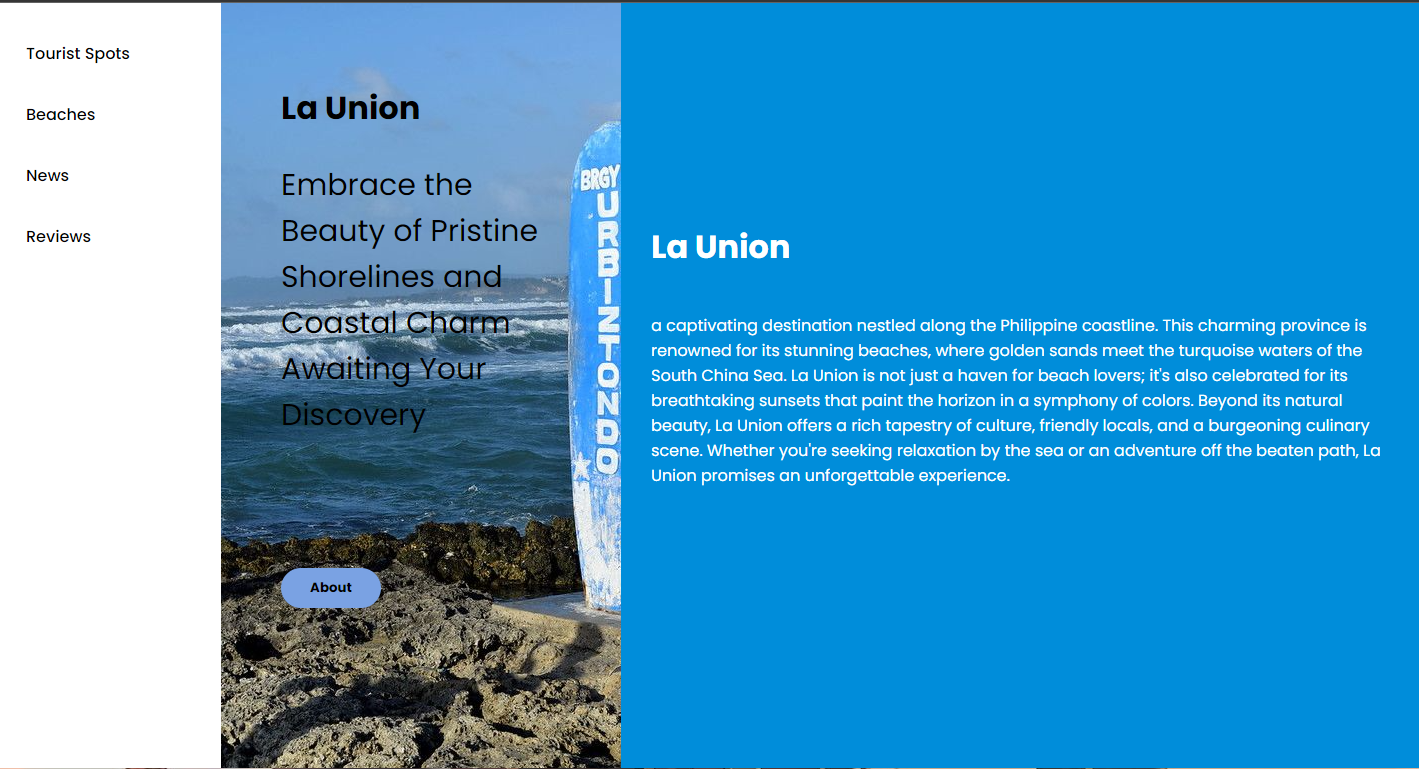 Tourist Spots
Beaches
News
Reviews
La Union
Embrace the
Beauty of Pristine
Shorelines and
Coastal Charm
Awaiting Your
Discovery
About
BRGY
URBIZTONDO
La Union
a captivating destination nestled along the Philippine coastline. This charming province is
renowned for its stunning beaches, where golden sands meet the turquoise waters of the
South China Sea. La Union is not just a haven for beach lovers; it's also celebrated for its
breathtaking sunsets that paint the horizon in a symphony of colors. Beyond its natural
beauty, La Union offers a rich tapestry of culture, friendly locals, and a burgeoning culinary
scene. Whether you're seeking relaxation by the sea or an adventure off the beaten path, La
Union promises an unforgettable experience.